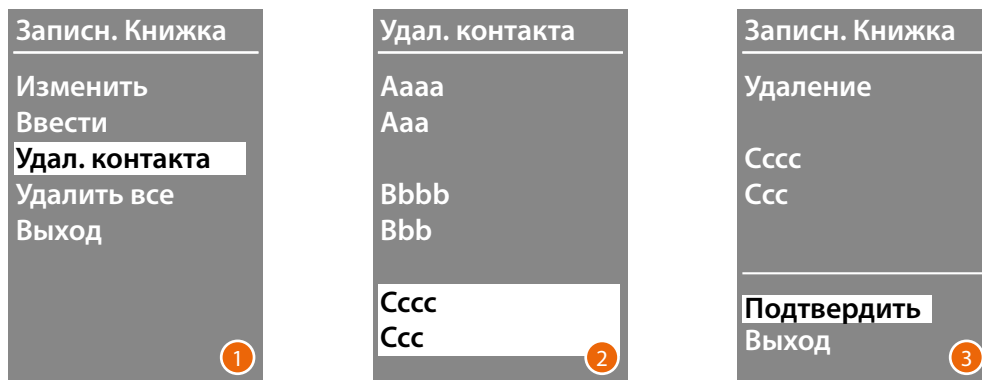 Записн. Книжка
Изменить
Ввести
Удал. контакта
Удалить все
Выход
1
Удал. контакта
Aaaa
Aaa
Bbbb
Bbb
Cccc
Ccc
2
Записн. Книжка
Удаление
Cccc
Ccc
Подтвердить
Выход
3